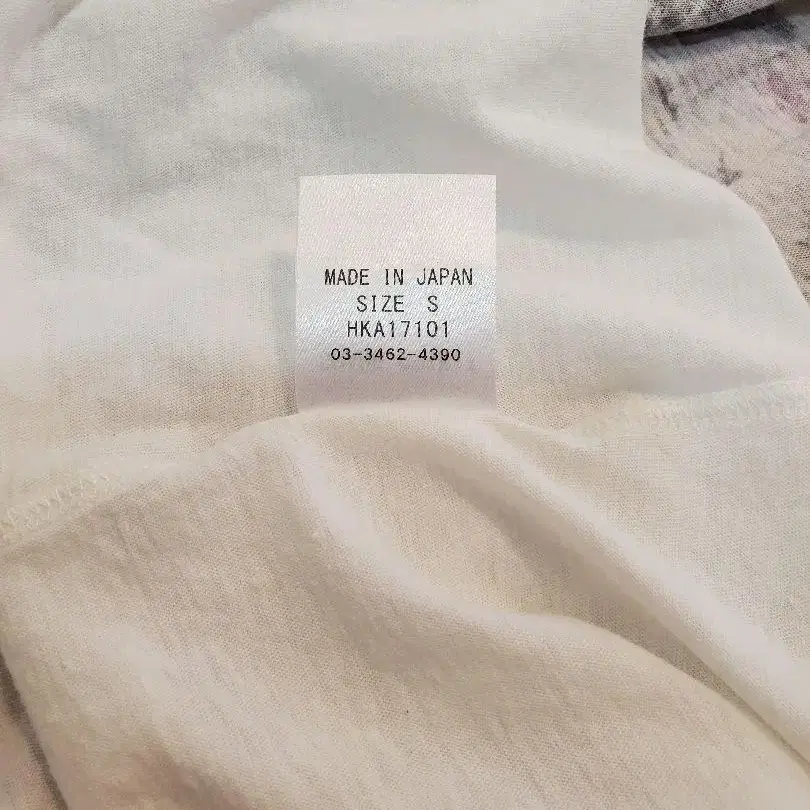 MADE IN JAPAN
SIZE S
HKA17101
03-3462-4390